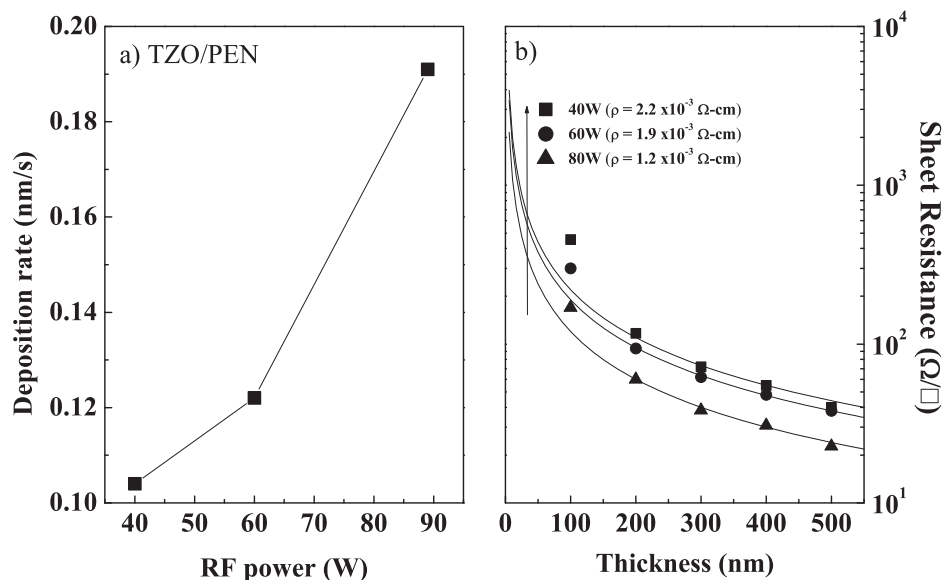 a) TZO/PEN
0.20
0.18
0.16
0.14
0.12
0.10
Deposition rate (nm/s)
40 50 60 70 80 90
RF power (W)
b)
40W (ρ = 2.2 x10⁻³ Ω-cm)
60W (ρ = 1.9 x10⁻³ Ω-cm)
80W (ρ = 1.2 x10⁻³ Ω-cm)
10⁴
10³
10²
10¹
Sheet Resistance (Ω/□)
0 100 200 300 400 500
Thickness (nm)